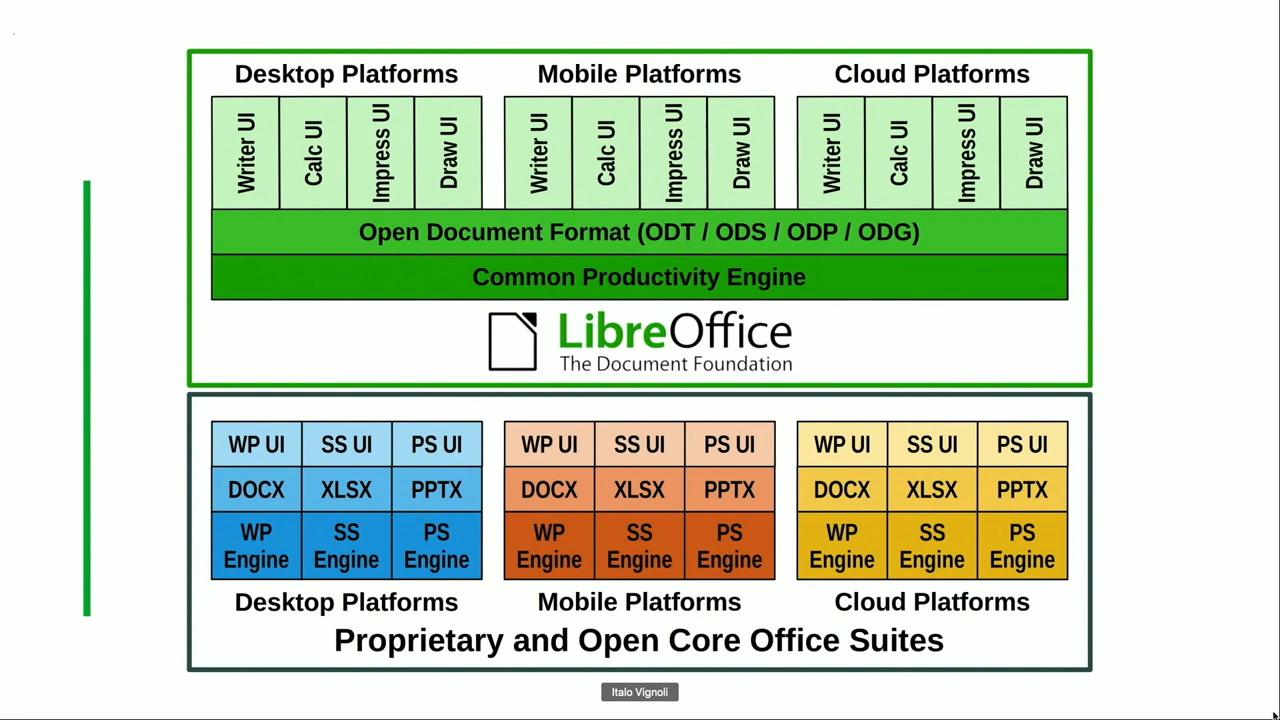 Desktop Platforms Mobile Platforms Cloud Platforms
Writer UI Calc UI Impress UI Draw UI Writer UI Calc UI Impress UI Draw UI Writer UI Calc UI Impress UI Draw UI
Open Document Format (ODT / ODS / ODP / ODG)
Common Productivity Engine
LibreOffice
The Document Foundation
WP UI SS UI PS UI WP UI SS UI PS UI WP UI SS UI PS UI
DOCX XLSX PPTX DOCX XLSX PPTX DOCX XLSX PPTX
WP SS PS WP SS PS WP SS PS
Engine Engine Engine Engine Engine Engine Engine Engine Engine
Desktop Platforms Mobile Platforms Cloud Platforms
Proprietary and Open Core Office Suites
Italo Vignoli